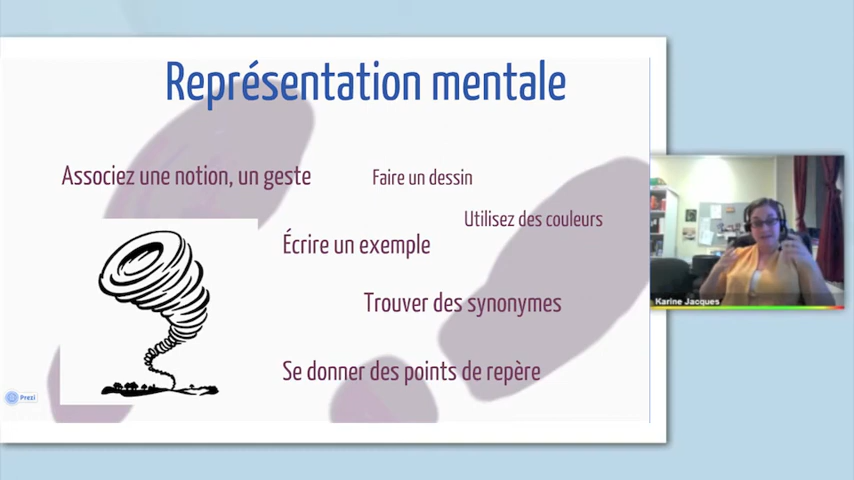 Représentation mentale
Associez une notion, un geste
Faire un dessin
Utilisez des couleurs
Écrire un exemple
Trouver des synonymes
Se donner des points de repère
Prezi
Karine Jacques